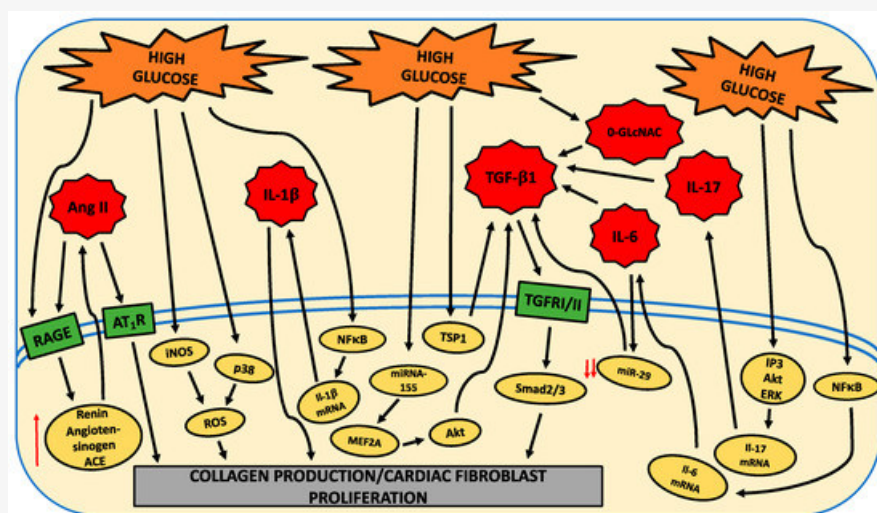 HIGH
GLUCOSE
HIGH
GLUCOSE
HIGH
GLUCOSE
O-GLcNAC
TGF-β1
IL-17
IL-1β
Ang II
IL-6
RAGE
AT₁R
TGFRI/II
iNOS
p38
NFκB
Il-1β
mRNA
ROS
Renin
Angioten-
sinogen
ACE
miRNA-
155
MEF2A
Akt
TSP1
Smad2/3
miR-29
IP3
Akt
ERK
NFκB
Il-17
mRNA
Il-6
mRNA
COLLAGEN PRODUCTION/CARDIAC FIBROBLAST
PROLIFERATION